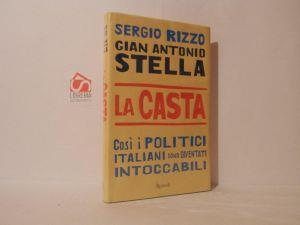 SERGIO RIZZO
GIAN ANTONIO
STELLA
LA CASTA
COSÌ i POLITICI
ITALIANI SONO DIVENTATI
INTOCCABILI
Rizzoli